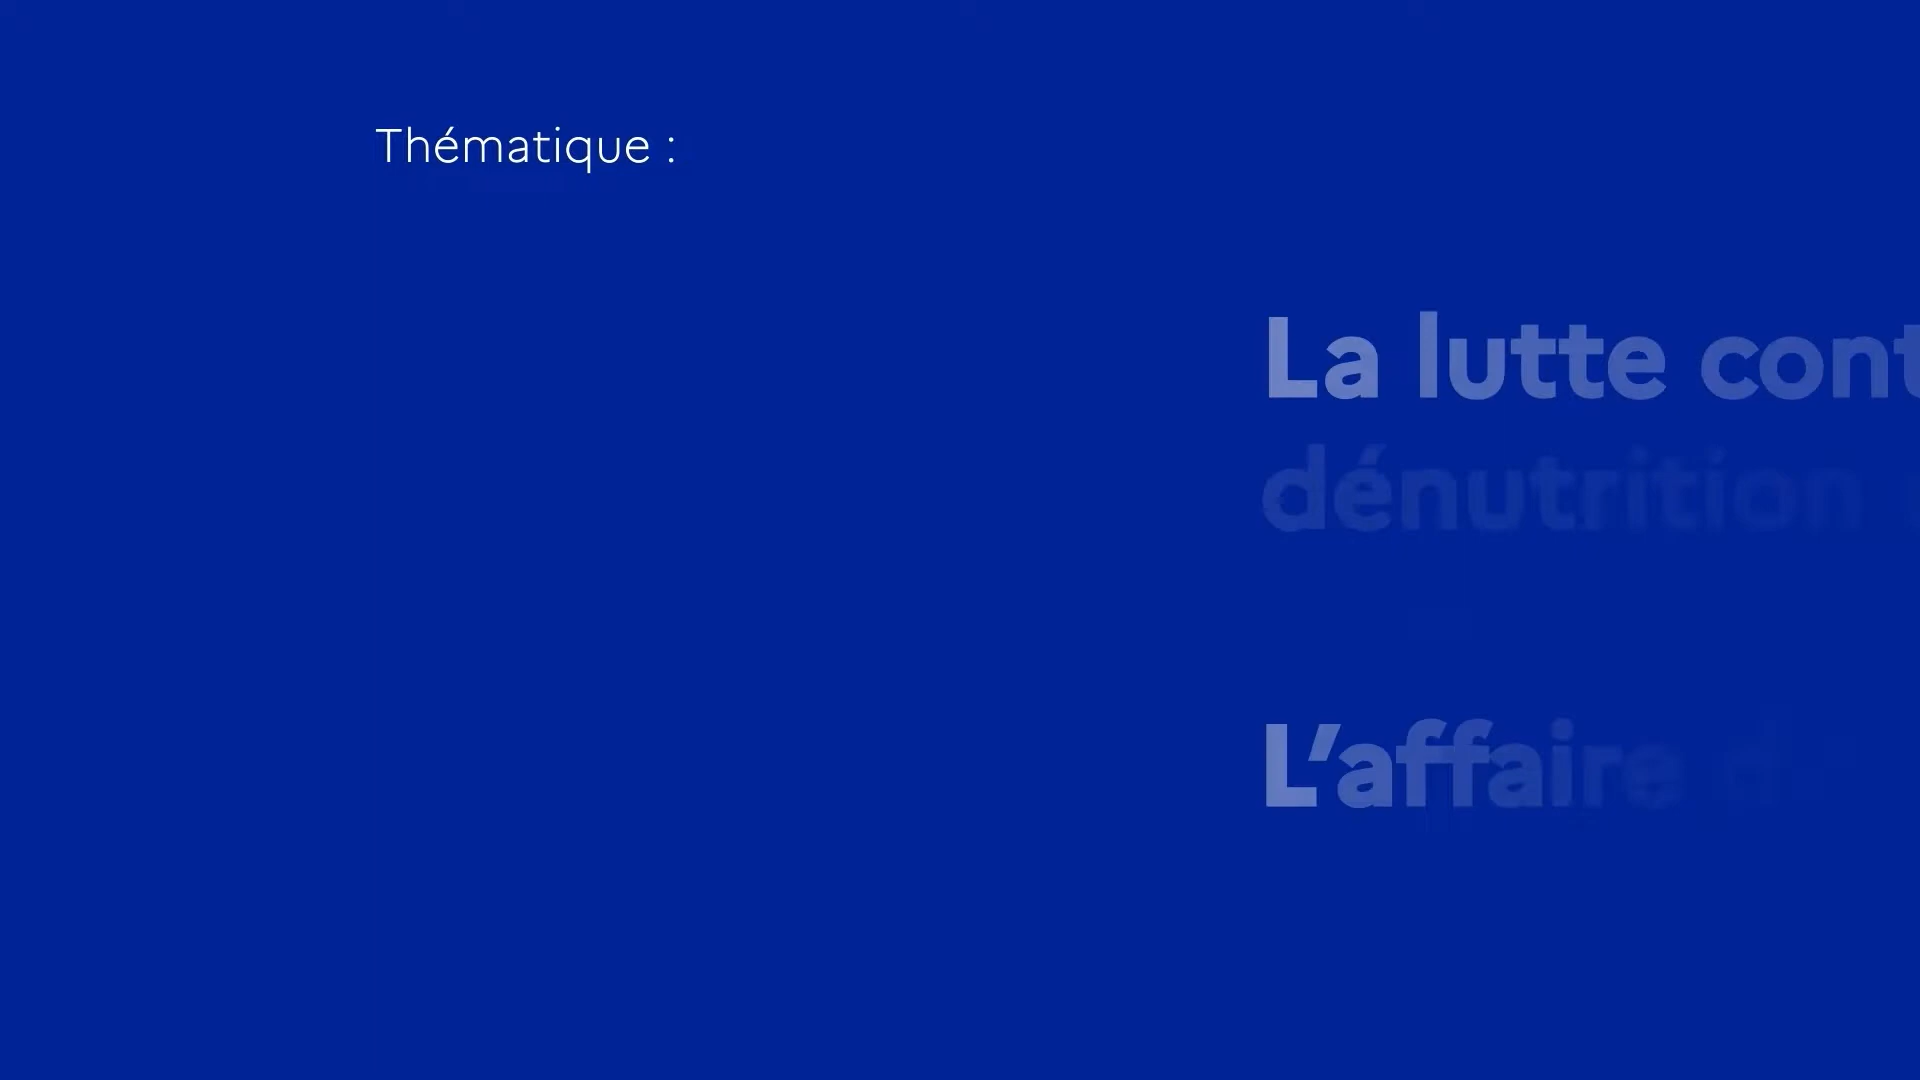 Thématique :
La lutte cont
dénutrition
L'affaire d